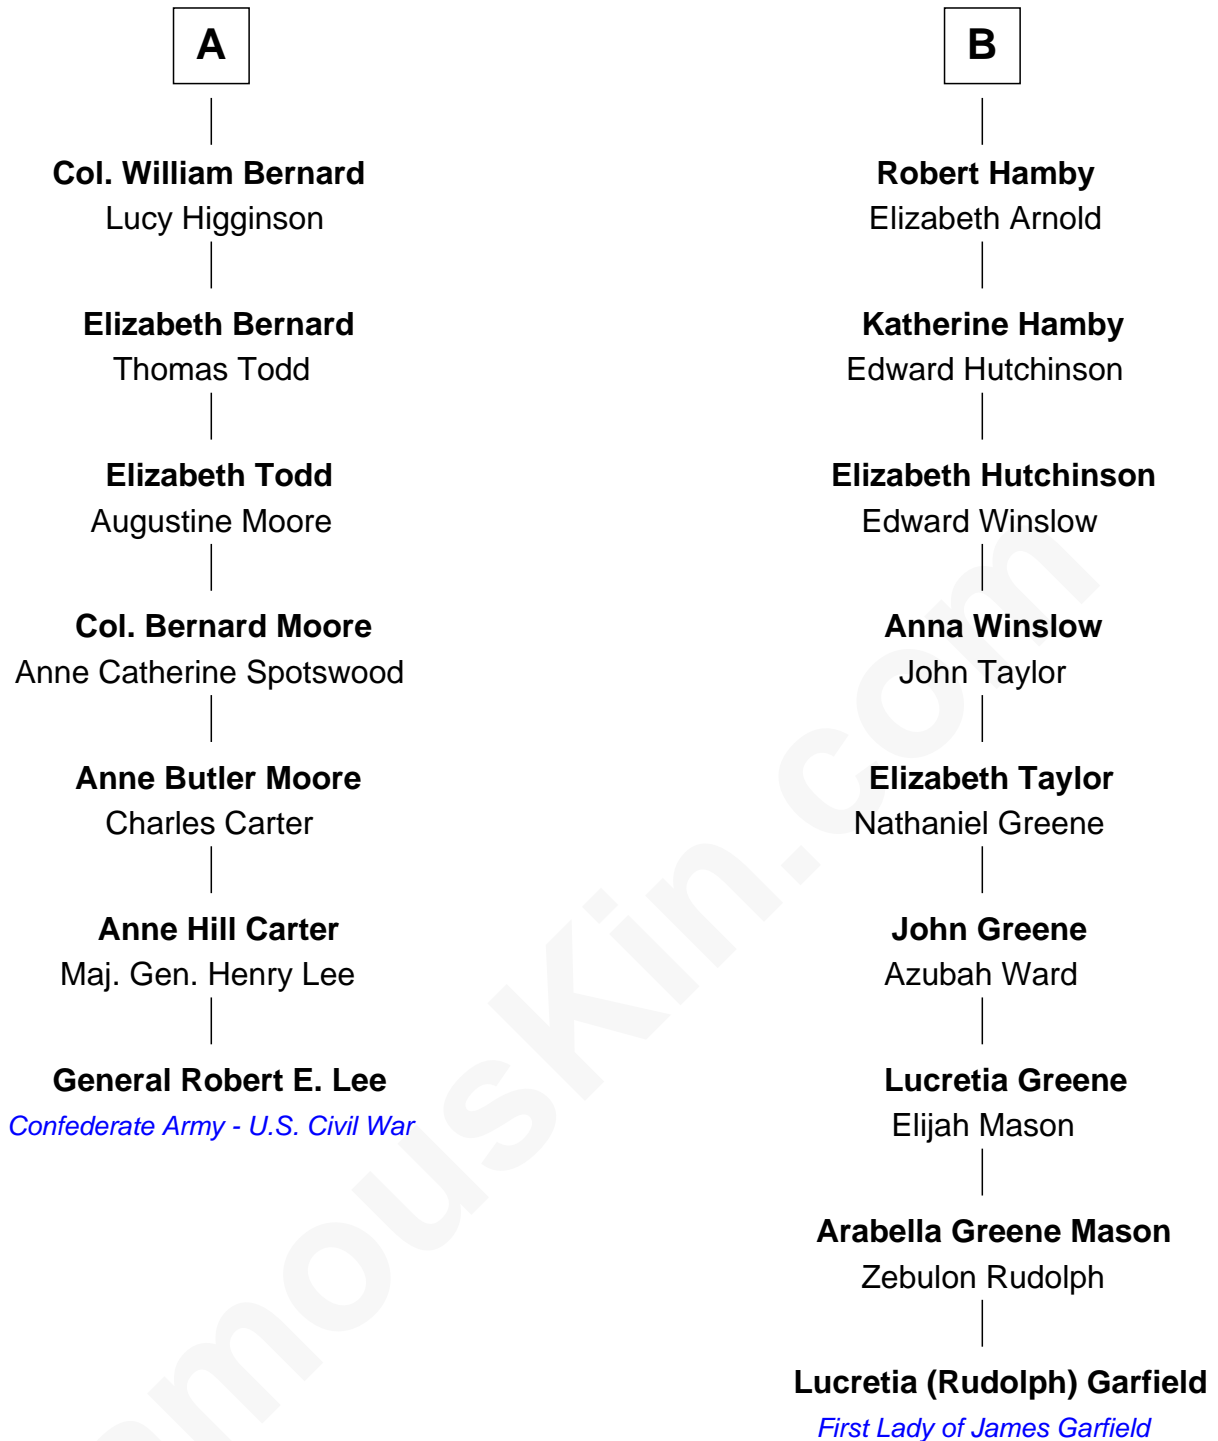 A
Col. William Bernard
Lucy Higginson
Elizabeth Bernard
Thomas Todd
Elizabeth Todd
Augustine Moore
Col. Bernard Moore
Anne Catherine Spotswood
Anne Butler Moore
Charles Carter
Anne Hill Carter
Maj. Gen. Henry Lee
General Robert E. Lee
Confederate Army - U.S. Civil War
B
Robert Hamby
Elizabeth Arnold
Katherine Hamby
Edward Hutchinson
Elizabeth Hutchinson
Edward Winslow
Anna Winslow
John Taylor
Elizabeth Taylor
Nathaniel Greene
John Greene
Azubah Ward
Lucretia Greene
Elijah Mason
Arabella Greene Mason
Zebulon Rudolph
Lucretia (Rudolph) Garfield
First Lady of James Garfield
amousKin.com